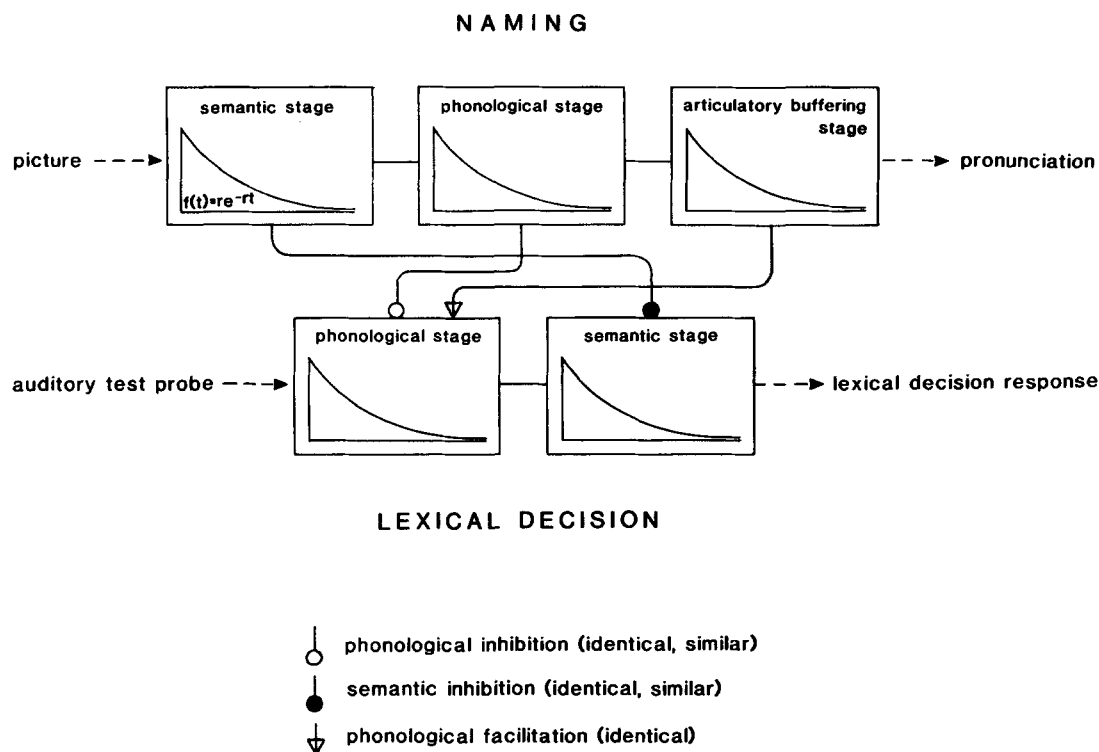 NAMING
semantic stage
phonological stage
articulatory buffering
stage
picture
f(t)=re⁻ʳᵗ
pronunciation
phonological stage
semantic stage
auditory test probe
lexical decision response
LEXICAL DECISION
phonological inhibition (identical, similar)
semantic inhibition (identical, similar)
phonological facilitation (identical)